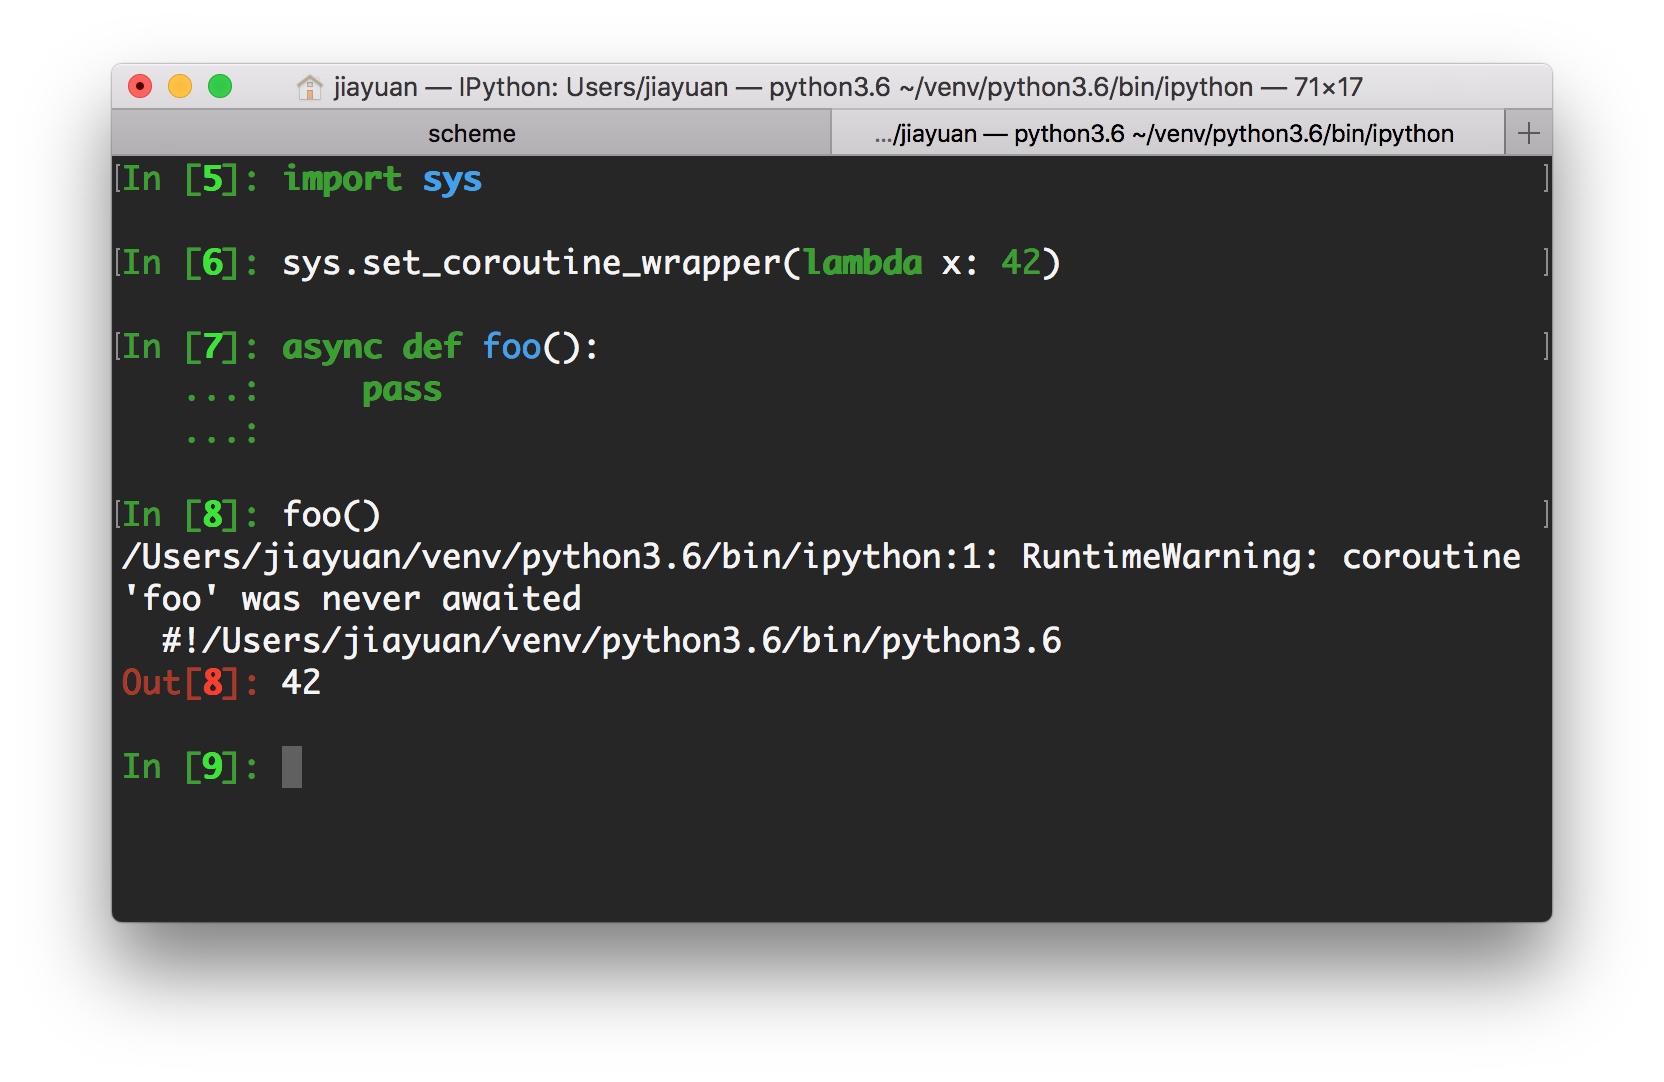 jiayuan — IPython: Users/jiayuan — python3.6 ~/venv/python3.6/bin/ipython — 71×17
scheme
.../jiayuan — python3.6 ~/venv/python3.6/bin/ipython
In [5]: import sys
In [6]: sys.set_coroutine_wrapper(lambda x: 42)
In [7]: async def foo():
...: pass
...:
In [8]: foo()
/Users/jiayuan/venv/python3.6/bin/ipython:1: RuntimeWarning: coroutine
'foo' was never awaited
#!/Users/jiayuan/venv/python3.6/bin/python3.6
Out[8]: 42
In [9]: